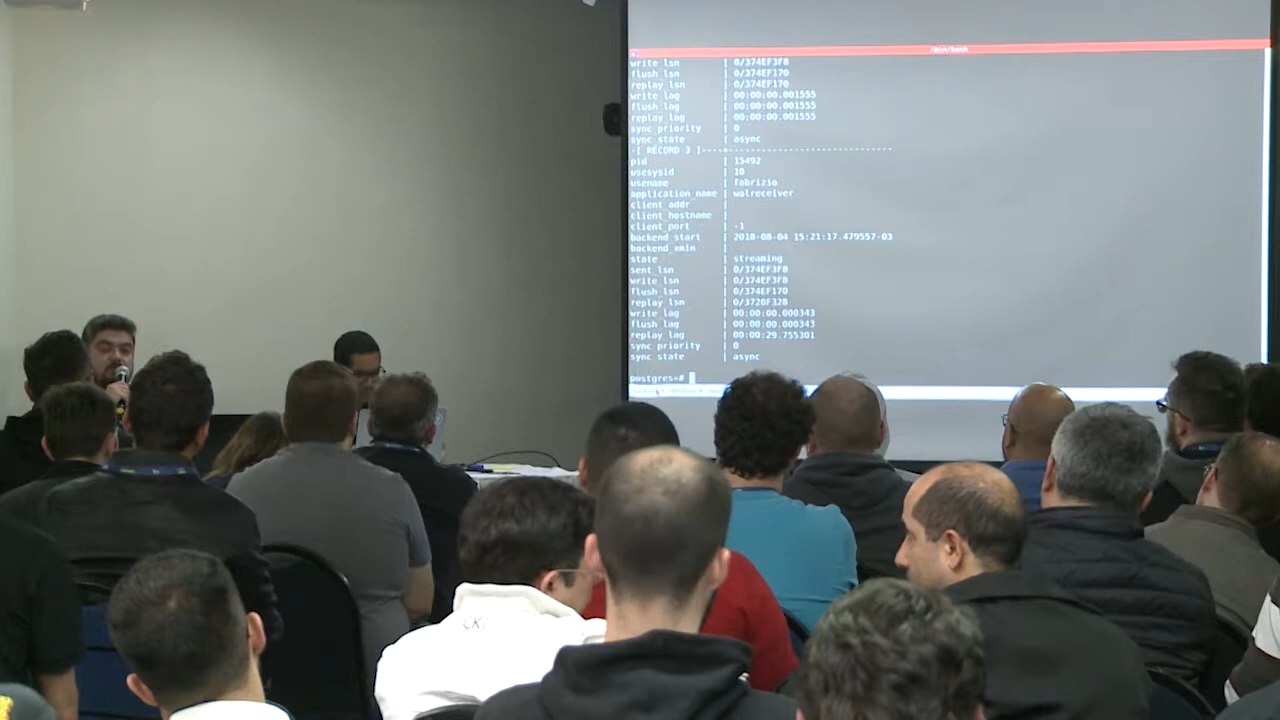 /bin/bash
write_lsn | 0/374EF3F8
flush_lsn | 0/374EF170
replay_lsn | 0/374EF170
write_lag | 00:00:00.001555
flush_lag | 00:00:00.001555
replay_lag | 00:00:00.001555
sync_priority | 0
sync_state | async
-[ RECORD 3 ]----+------------------------------
pid | 15492
usesysid | 10
usename | fabrizio
application_name | walreceiver
client_addr |
client_hostname |
client_port | -1
backend_start | 2018-08-04 15:21:17.479557-03
backend_xmin |
state | streaming
sent_lsn | 0/374EF3F8
write_lsn | 0/374EF3F8
flush_lsn | 0/374EF170
replay_lsn | 0/3720F328
write_lag | 00:00:00.000343
flush_lag | 00:00:00.000343
replay_lag | 00:00:29.755301
sync_priority | 0
sync_state | async
postgres=#